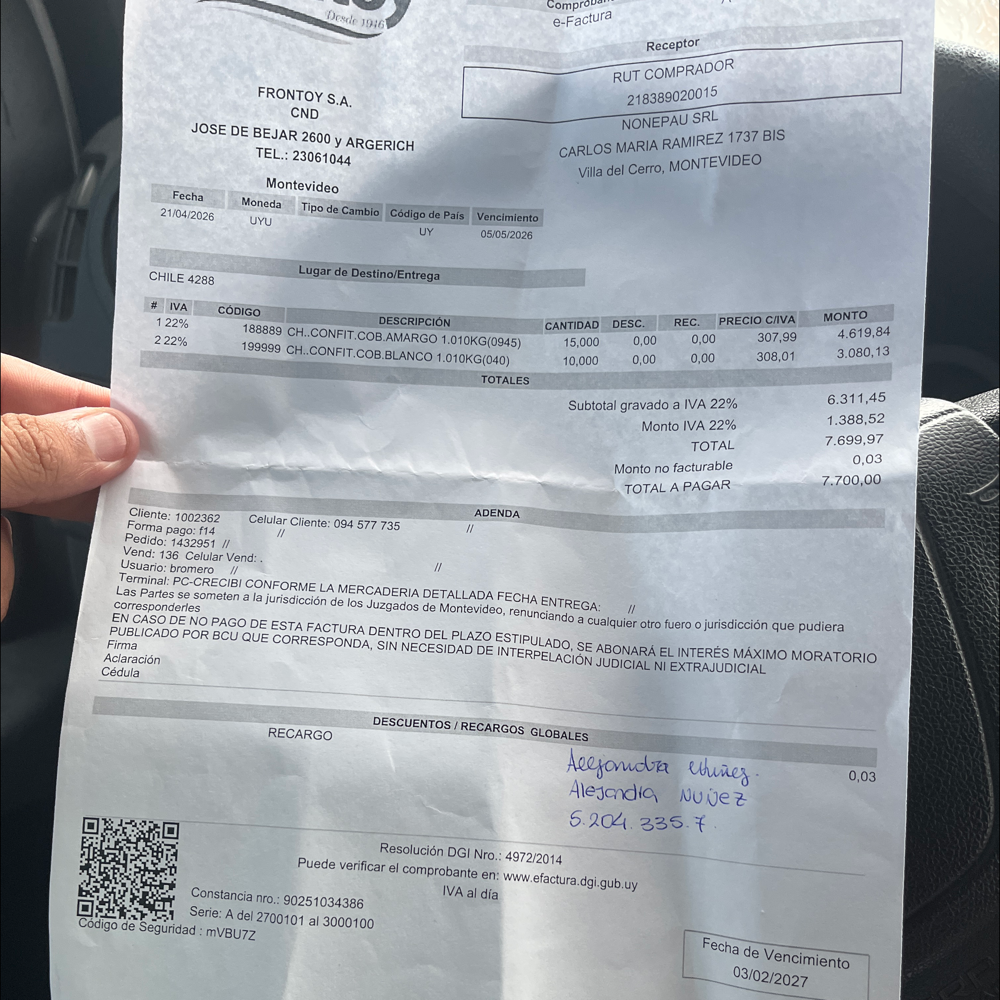 Desde 1946
e-Factura
Receptor
RUT COMPRADOR
218389020015
NONEPAU SRL
CARLOS MARIA RAMIREZ 1737 BIS
Villa del Cerro, MONTEVIDEO
FRONTOY S.A.
CND
JOSE DE BEJAR 2600 y ARGERICH
TEL.: 23061044
Montevideo
Fecha Moneda Tipo de Cambio Código de País Vencimiento
21/04/2026 UYU UY 05/05/2026
Lugar de Destino/Entrega
CHILE 4288
# IVA CÓDIGO DESCRIPCIÓN CANTIDAD DESC. REC. PRECIO C/IVA MONTO
1 22% 188889 CH..CONFIT.COB.AMARGO 1.010KG(0945) 15,000 0,00 0,00 307,99 4.619,84
2 22% 199999 CH..CONFIT.COB.BLANCO 1.010KG(040) 10,000 0,00 0,00 308,01 3.080,13
TOTALES
Subtotal gravado a IVA 22% 6.311,45
Monto IVA 22% 1.388,52
TOTAL 7.699,97
Monto no facturable 0,03
TOTAL A PAGAR 7.700,00
ADENDA
Cliente: 1002362 Celular Cliente: 094 577 735 //
Forma pago: f14 //
Pedido: 1432951 //
Vend: 136 Celular Vend: .
Usuario: bromero // //
Terminal: PC-CRECIBI CONFORME LA MERCADERIA DETALLADA FECHA ENTREGA: //
Las Partes se someten a la jurisdicción de los Juzgados de Montevideo, renunciando a cualquier otro fuero o jurisdicción que pudiera
corresponderles
EN CASO DE NO PAGO DE ESTA FACTURA DENTRO DEL PLAZO ESTIPULADO, SE ABONARÁ EL INTERÉS MÁXIMO MORATORIO
PUBLICADO POR BCU QUE CORRESPONDA, SIN NECESIDAD DE INTERPELACIÓN JUDICIAL NI EXTRAJUDICIAL
Firma
Aclaración
Cédula
DESCUENTOS / RECARGOS GLOBALES
RECARGO 0,03
Alejandra Nuñez.
Alejandra NUÑEZ
5.204.335.7.
Resolución DGI Nro.: 4972/2014
Puede verificar el comprobante en: www.efactura.dgi.gub.uy
IVA al día
Constancia nro.: 90251034386
Serie: A del 2700101 al 3000100
Código de Seguridad : mVBU7Z
Fecha de Vencimiento
03/02/2027